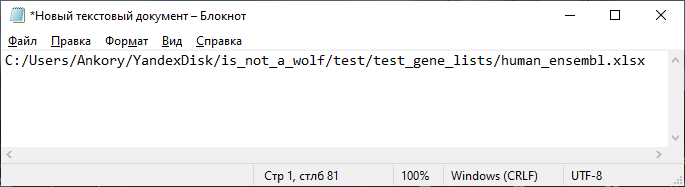 *Новый текстовый документ – Блокнот
Файл Правка Формат Вид Справка
C:/Users/Ankory/YandexDisk/is_not_a_wolf/test/test_gene_lists/human_ensembl.xlsx
Стр 1, стлб 81 100% Windows (CRLF) UTF-8